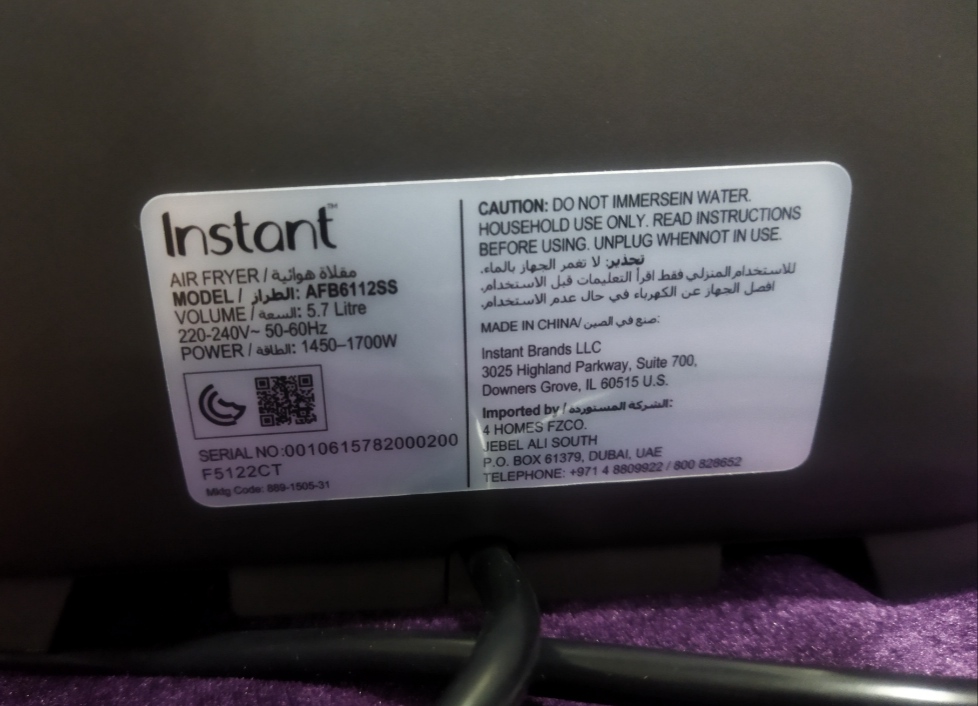 Instant™
AIR FRYER / مقلاة هوائية
MODEL / الطراز: AFB6112SS
VOLUME / السعة: 5.7 Litre
220-240V~ 50-60Hz
POWER / الطاقة: 1450–1700W
SERIAL NO:0010615782000200
F5122CT
Mktg Code: 869-1505-31
CAUTION: DO NOT IMMERSEIN WATER.
HOUSEHOLD USE ONLY. READ INSTRUCTIONS
BEFORE USING. UNPLUG WHENNOT IN USE.
تحذير: لا تغمر الجهاز بالماء.
للاستخدام المنزلي فقط اقرأ التعليمات قبل الاستخدام.
افصل الجهاز عن الكهرباء في حال عدم الاستخدام.
MADE IN CHINA/ صنع في الصين:
Instant Brands LLC
3025 Highland Parkway, Suite 700,
Downers Grove, IL 60515 U.S.
Imported by / الشركة المستوردة:
4 HOMES FZCO.
JEBEL ALI SOUTH
P.O. BOX 61379, DUBAI, UAE
TELEPHONE: +971 4 8809922 / 800 828652